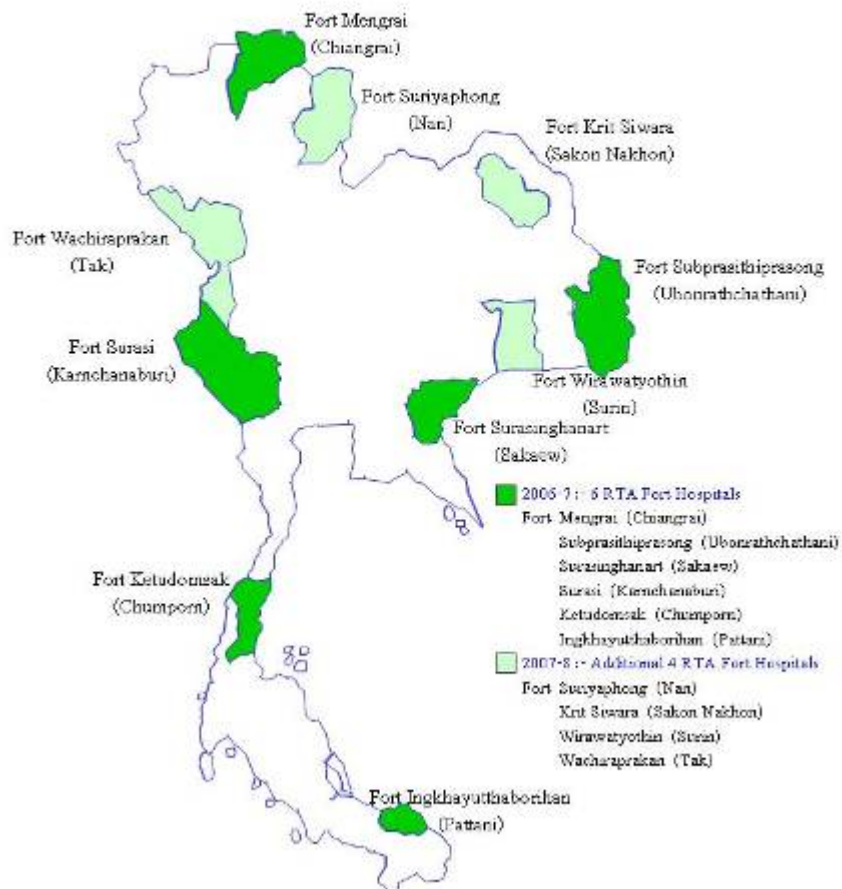 Fort Mengrai
(Chiangrai)
Fort Suriyaphong
(Nan)
Fort Krit Siwara
(Sakon Nakhon)
Fort Wachiraprakan
(Tak)
Fort Subprasithiprasong
(Ubonrathchathani)
Fort Surasi
(Karnchanaburi)
Fort Wirawatyothin
(Surin)
Fort Surasinghanart
(Sakaew)
2006-7 :- 6 RTA Fort Hospitals
Fort Mengrai (Chiangrai)
Subprasithiprasong (Ubonrathchathani)
Surasinghanart (Sakaew)
Surasi (Karnchanaburi)
Ketudomsak (Chumporn)
Ingkhayutthaborihan (Pattani)
Fort Ketudomsak
(Chumporn)
2007-8 :- Additional 4 RTA Fort Hospitals
Fort Suriyaphong (Nan)
Krit Siwara (Sakon Nakhon)
Wirawatyothin (Surin)
Wachiraprakan (Tak)
Fort Ingkhayutthaborihan
(Pattani)